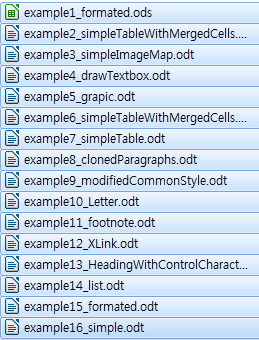 example1_formated.ods
example2_simpleTableWithMergedCells....
example3_simpleImageMap.odt
example4_drawTextbox.odt
example5_grapic.odt
example6_simpleTableWithMergedCells....
example7_simpleTable.odt
example8_clonedParagraphs.odt
example9_modifiedCommonStyle.odt
example10_Letter.odt
example11_footnote.odt
example12_XLink.odt
example13_HeadingWithControlCharact...
example14_list.odt
example15_formated.odt
example16_simple.odt